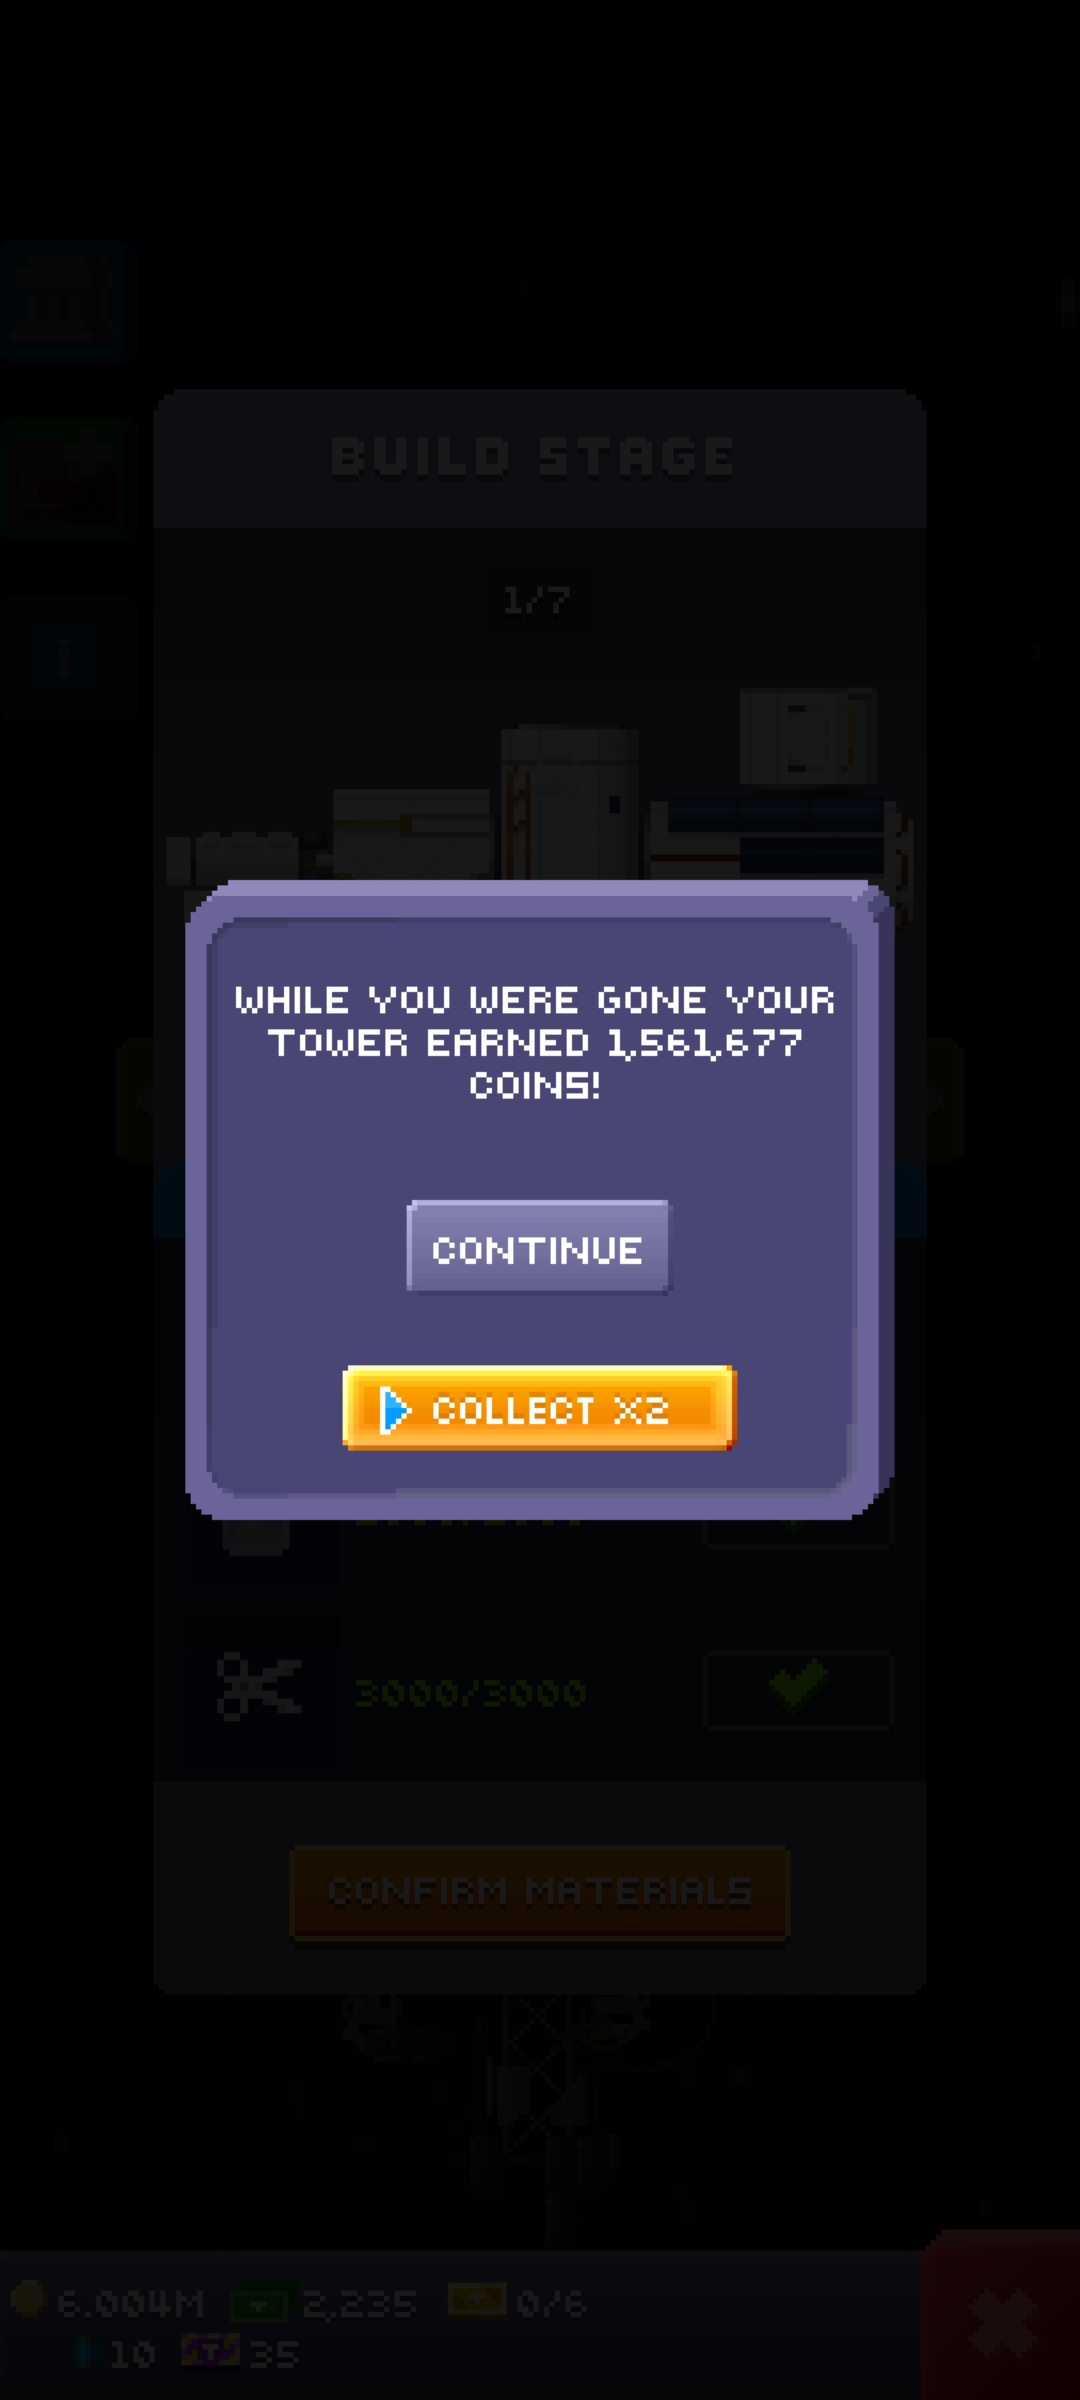 BUILD STAGE
1/7
WHILE YOU WERE GONE YOUR
TOWER EARNED 1,561,677
COINS!
CONTINUE
COLLECT X2
3000/3000
CONFIRM MATERIALS
6.004M 2,235 0/6
10 35